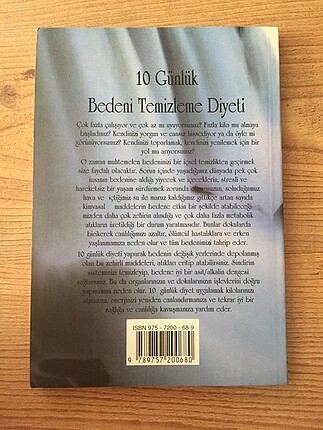 10 Günlük
Bedeni Temizleme Diyeti
Çok fazla çalışıyor ve çok az mı uyuyorsunuz? Fazla kilo mu almaya
başladınız? Kendinizi yorgun ve cansız hissediyor ya da öyle mi
görünüyorsunuz? Kendinizi toparlamak, kendinizi yenilemek için bir
yol mu arıyorsunuz?
O zaman muhtemelen bedeninizi bir içsel temizlikten geçirmek
size faydalı olacaktır. Sorun içinde yaşadığımız dünyada pek çok
insanın bedenine aldığı yiyecek ve içeceklerin, stresli ve
hareketsiz bir yaşam sürdürmek zorunda soluduğumuz
hava ve içtiğimiz su ile maruz kaldığımız gittikçe artan sayıda
kimyasal maddelerin bedene etkin bir şekilde atabileceği
mizden daha çok zehirin alındığı ve çok daha fazla metabolik
atıkların üretildiği bir durum yaratmasıdır. Bunlar dokularda
birikerek canlılığımızı azaltır, ölümcül hastalıklara ve erken
yaşlanmamıza neden olur ve tüm bedenimizi tahrip eder.
10 günlük diyeti yaparak bedenin değişik yerlerinde depolanmış
olan bu zehirli maddeleri, atıkları eritip atabilirsiniz. Sindirim
sisteminizi temizleyip, bedene iyi bir asit/alkalin dengesi
sağlarsınız. Bu da organlarınızın ve dokularınızın işlevlerini doğru
yapmasına neden olur. 10 günlük diyet uygulamak kilolarınızı
atmanıza, enerjinizi yeniden canlandırmanıza ve tekrar iyi bir
sağlığa ve canlılığa kavuşmanıza yardım eder.
ISBN 975 - 7200 - 68-9
9 789757 200680